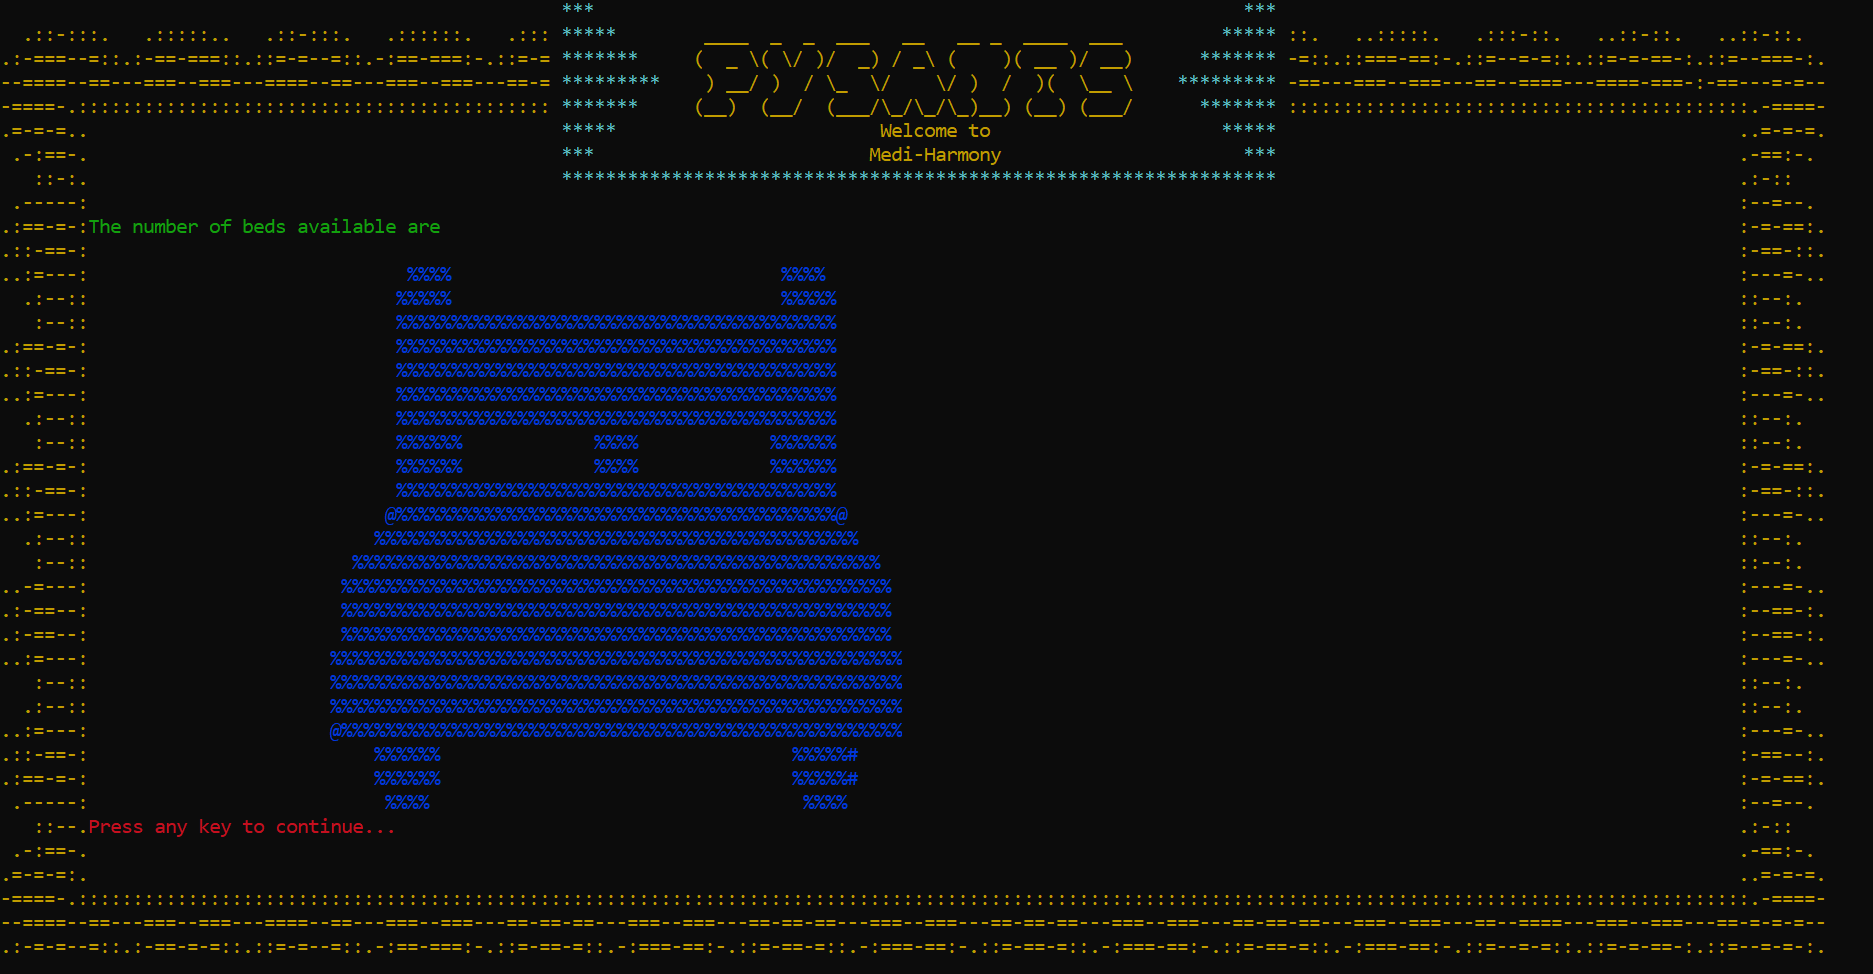 Welcome to
Medi-Harmony
The number of beds available are
Press any key to continue...